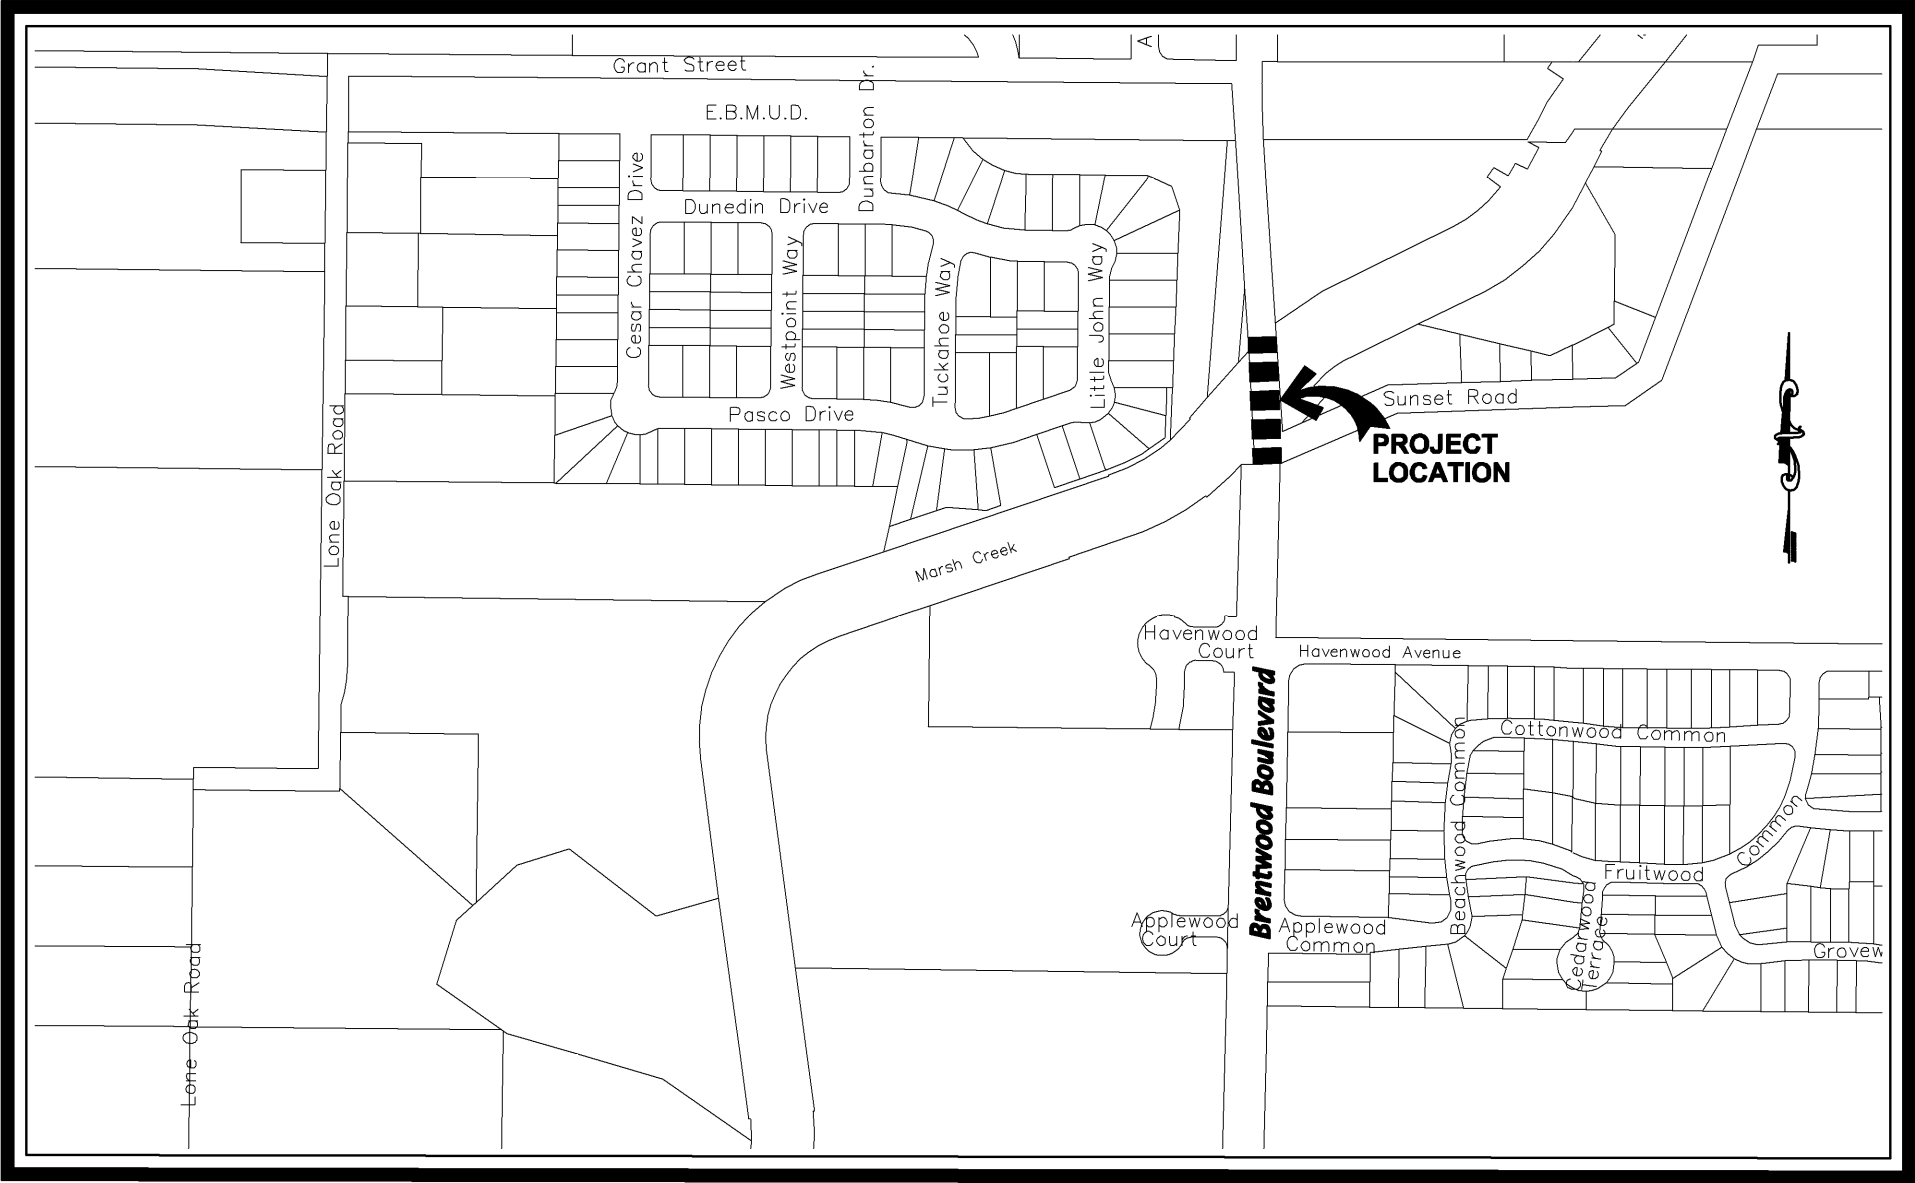 A
Grant Street
E.B.M.U.D.
Dunbarton Dr.
Cesar Chavez Drive
Dunedin Drive
Westpoint Way
Tuckahoe Way
Little John Way
Pasco Drive
Sunset Road
PROJECT
LOCATION
Lone Oak Road
Marsh Creek
Havenwood
Court
Havenwood Avenue
Brentwood Boulevard
Cottonwood Common
Beachwood Common
Common
Fruitwood
Applewood
Court
Applewood
Common
Cedarwood
Terrace
Grovew
Lone Oak Road